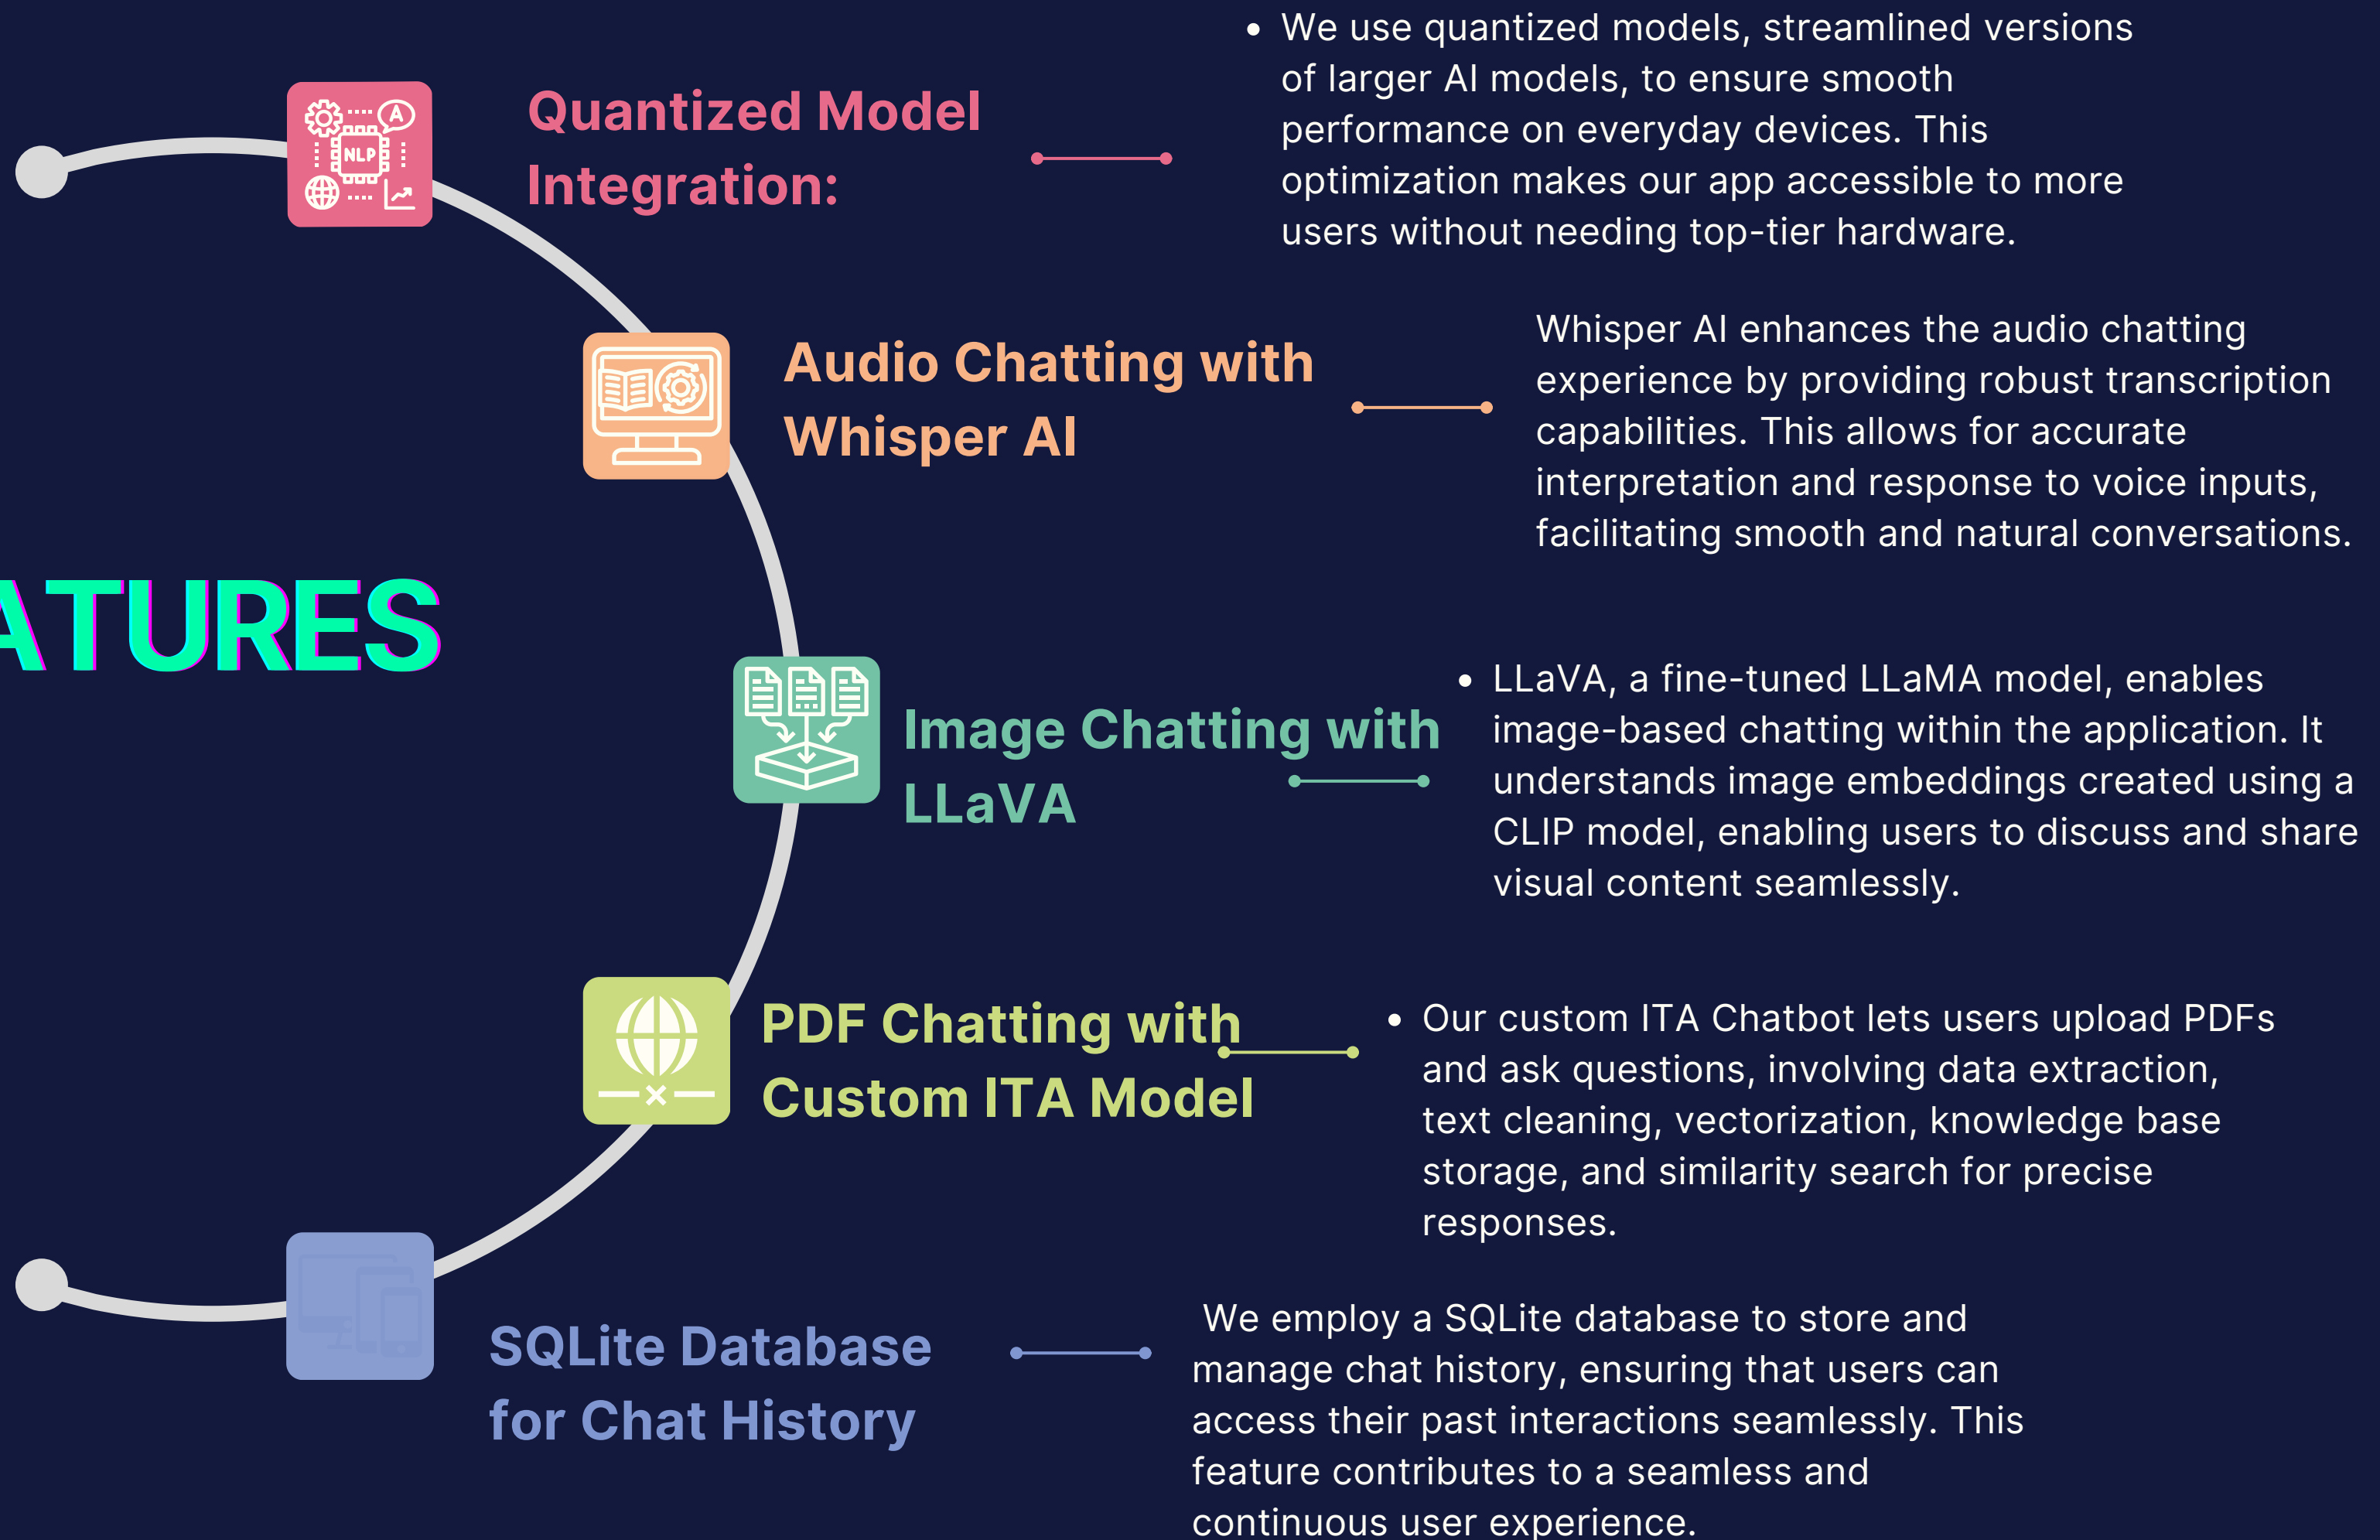 Quantized Model
Integration:
• We use quantized models, streamlined versions
of larger AI models, to ensure smooth
performance on everyday devices. This
optimization makes our app accessible to more
users without needing top-tier hardware.
NLP
A
Audio Chatting with
Whisper AI
Whisper AI enhances the audio chatting
experience by providing robust transcription
capabilities. This allows for accurate
interpretation and response to voice inputs,
facilitating smooth and natural conversations.
ATURES
Image Chatting with
LLaVA
• LLaVA, a fine-tuned LLaMA model, enables
image-based chatting within the application. It
understands image embeddings created using a
CLIP model, enabling users to discuss and share
visual content seamlessly.
PDF Chatting with
Custom ITA Model
• Our custom ITA Chatbot lets users upload PDFs
and ask questions, involving data extraction,
text cleaning, vectorization, knowledge base
storage, and similarity search for precise
responses.
SQLite Database
for Chat History
We employ a SQLite database to store and
manage chat history, ensuring that users can
access their past interactions seamlessly. This
feature contributes to a seamless and
continuous user experience.